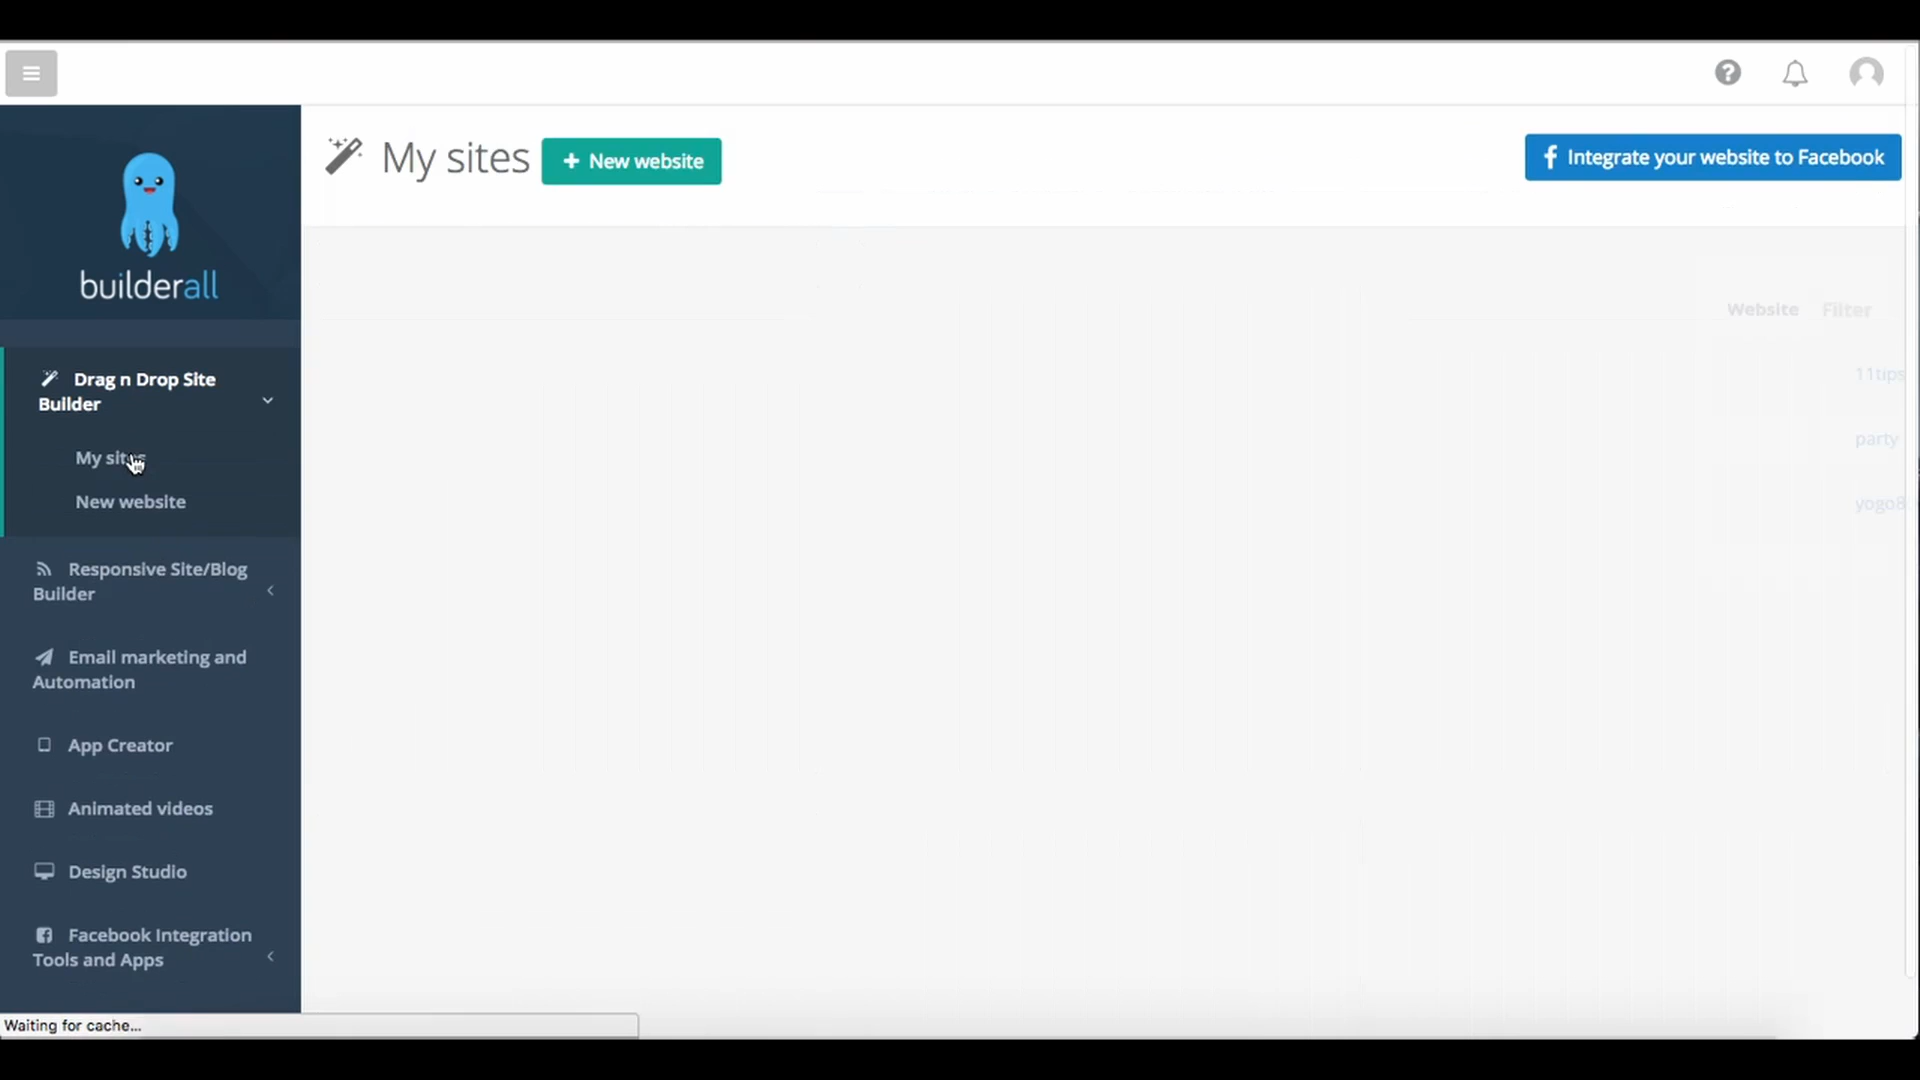 My sites
+ New website
Integrate your website to Facebook
builderall
Website Filter
11tips
party
Drag n Drop Site
Builder
My sites
New website
Responsive Site/Blog
Builder
Email marketing and
Automation
App Creator
Animated videos
Design Studio
Facebook Integration
Tools and Apps
Waiting for cache...